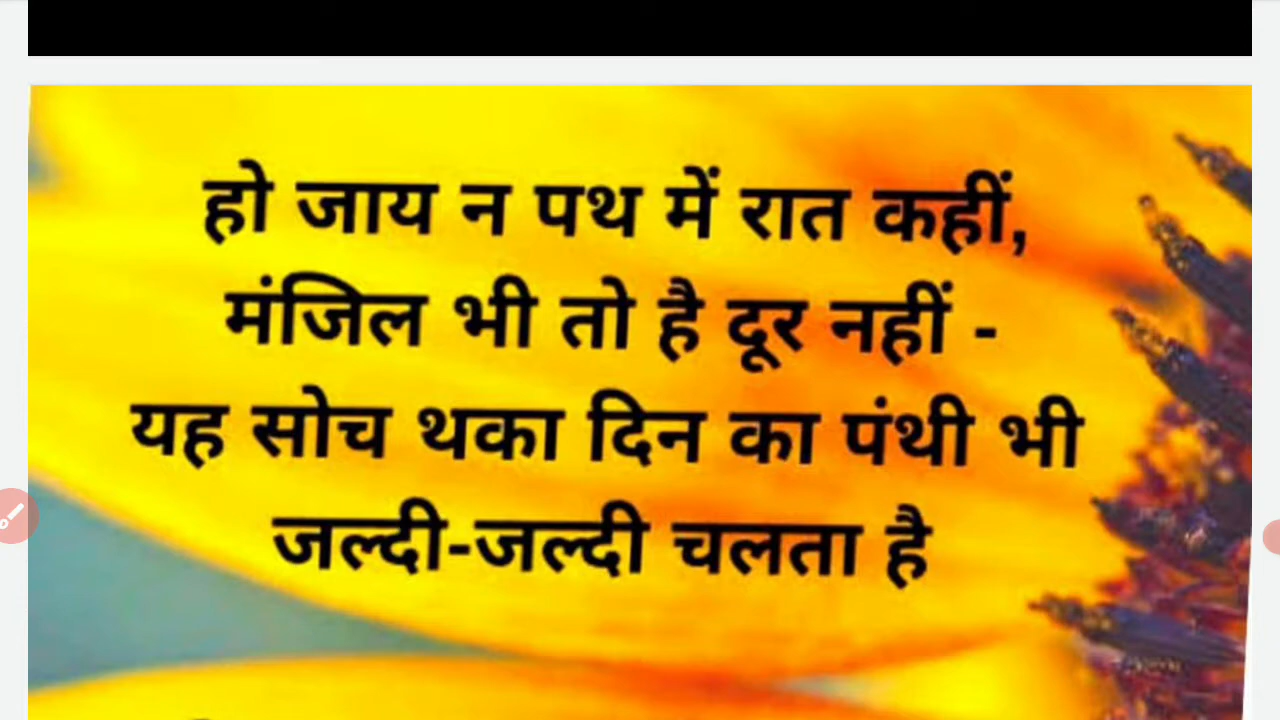 हो जाय न पथ में रात कहीं,
मंजिल भी तो है दूर नहीं -
यह सोच थका दिन का पंथी भी
जल्दी-जल्दी चलता है